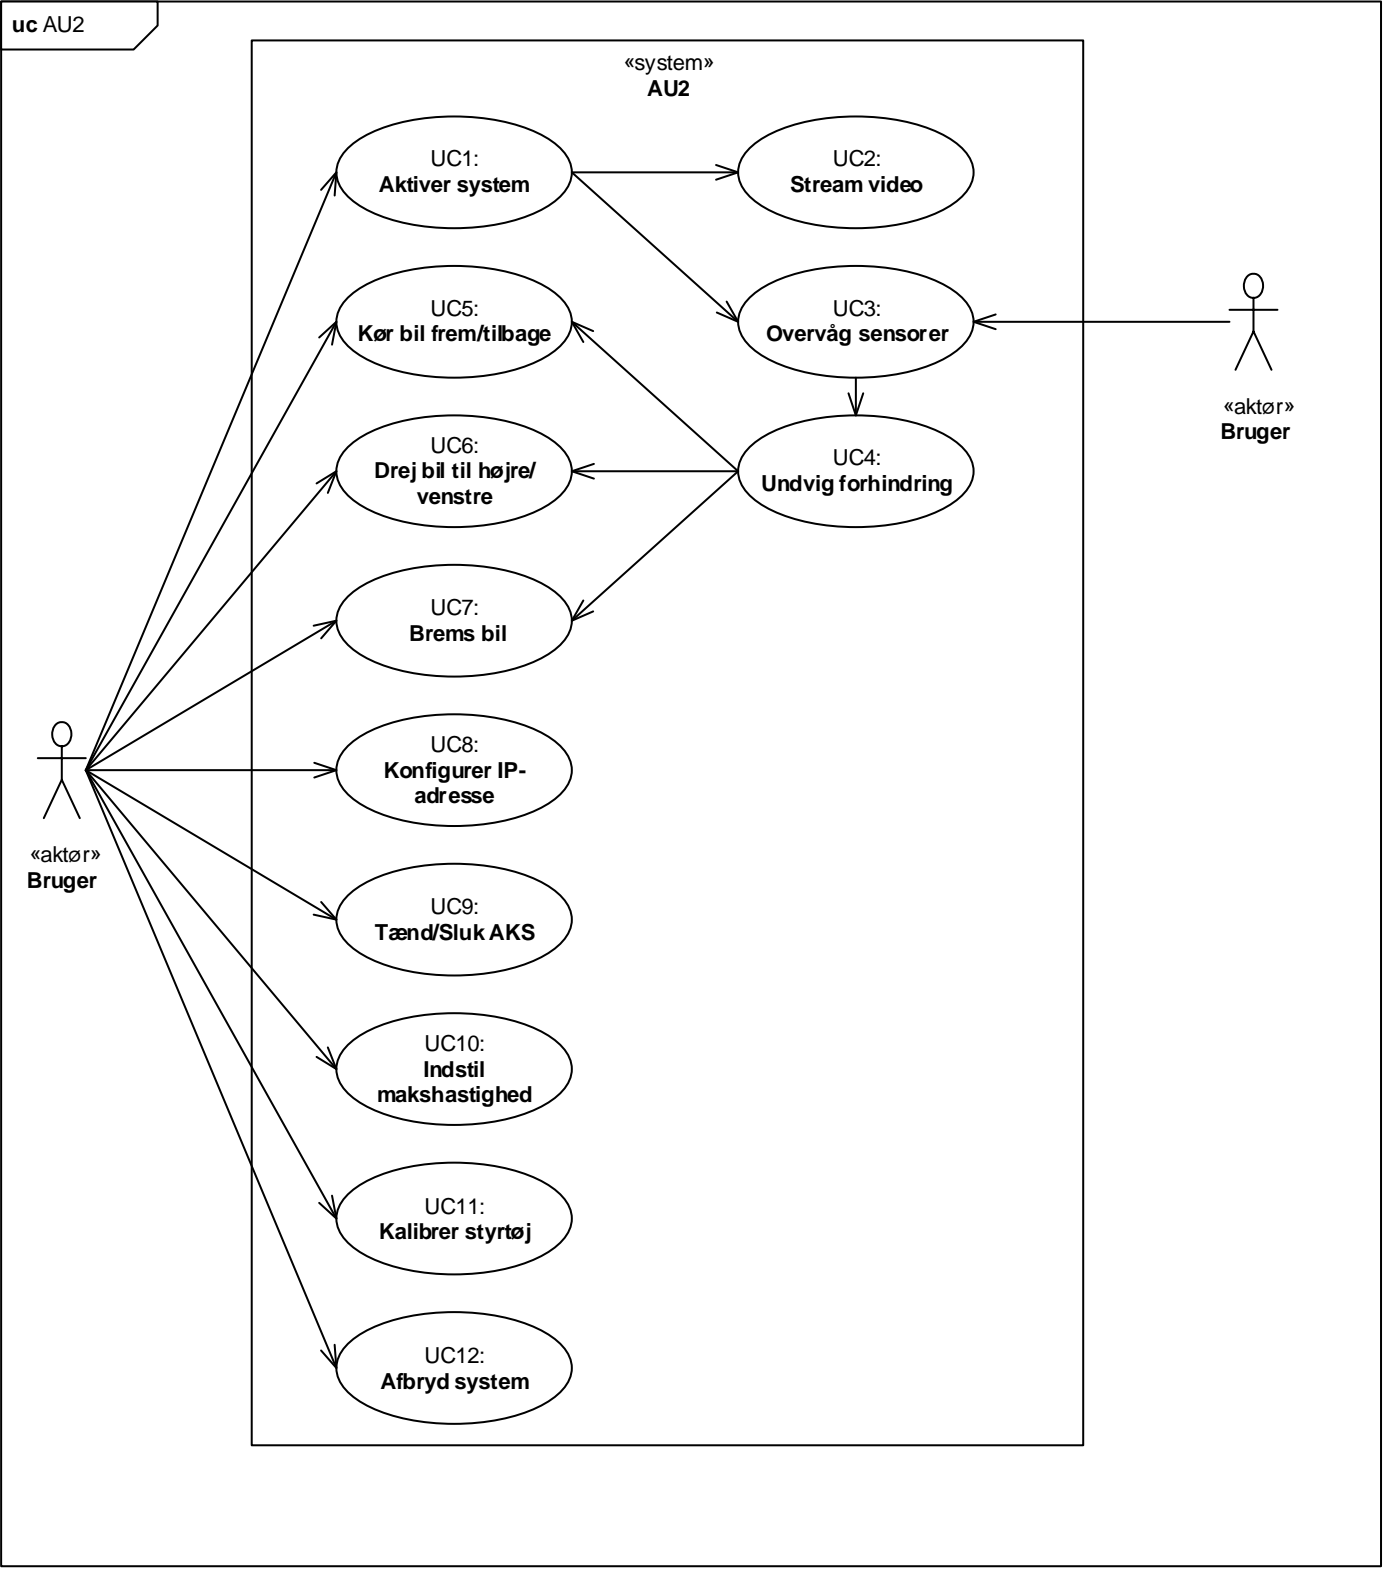 uc AU2
«system»
AU2
UC1:
Aktiver system
UC2:
Stream video
UC5:
Kør bil frem/tilbage
UC3:
Overvåg sensorer
«aktør»
Bruger
UC6:
Drej bil til højre/
venstre
UC4:
Undvig forhindring
UC7:
Brems bil
UC8:
Konfigurer IP-
adresse
«aktør»
Bruger
UC9:
Tænd/Sluk AKS
UC10:
Indstil
makshastighed
UC11:
Kalibrer styrtøj
UC12:
Afbryd system